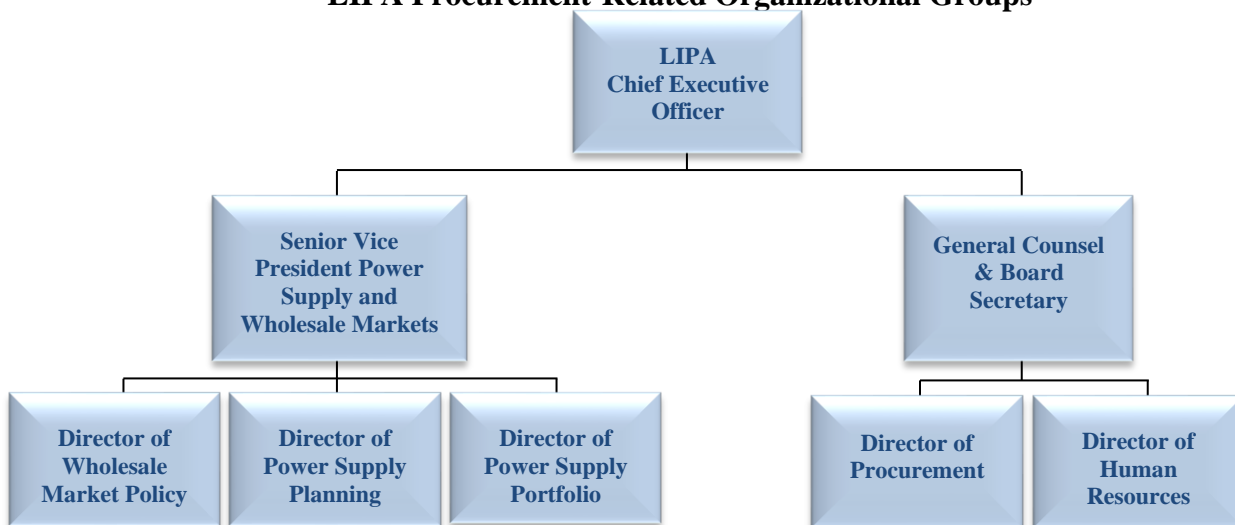 LIPA Procurement-Related Organizational Groups
LIPA
Chief Executive
Officer
Senior Vice
President Power
Supply and
Wholesale Markets
General Counsel
& Board
Secretary
Director of
Wholesale
Market Policy
Director of
Power Supply
Planning
Director of
Power Supply
Portfolio
Director of
Procurement
Director of
Human
Resources